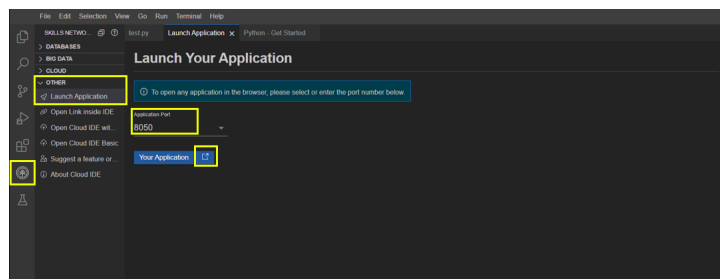 File Edit Selection View Go Run Terminal Help
SKILLS NETWO...
test.py Launch Application x Python - Get Started
> DATABASES
> BIG DATA
> CLOUD
OTHER
Launch Application
Open Link inside IDE
Open Cloud IDE wit...
Open Cloud IDE Basic
Suggest a feature or...
About Cloud IDE
Launch Your Application
To open any application in the browser, please select or enter the port number below.
Application Port
8050
Your Application